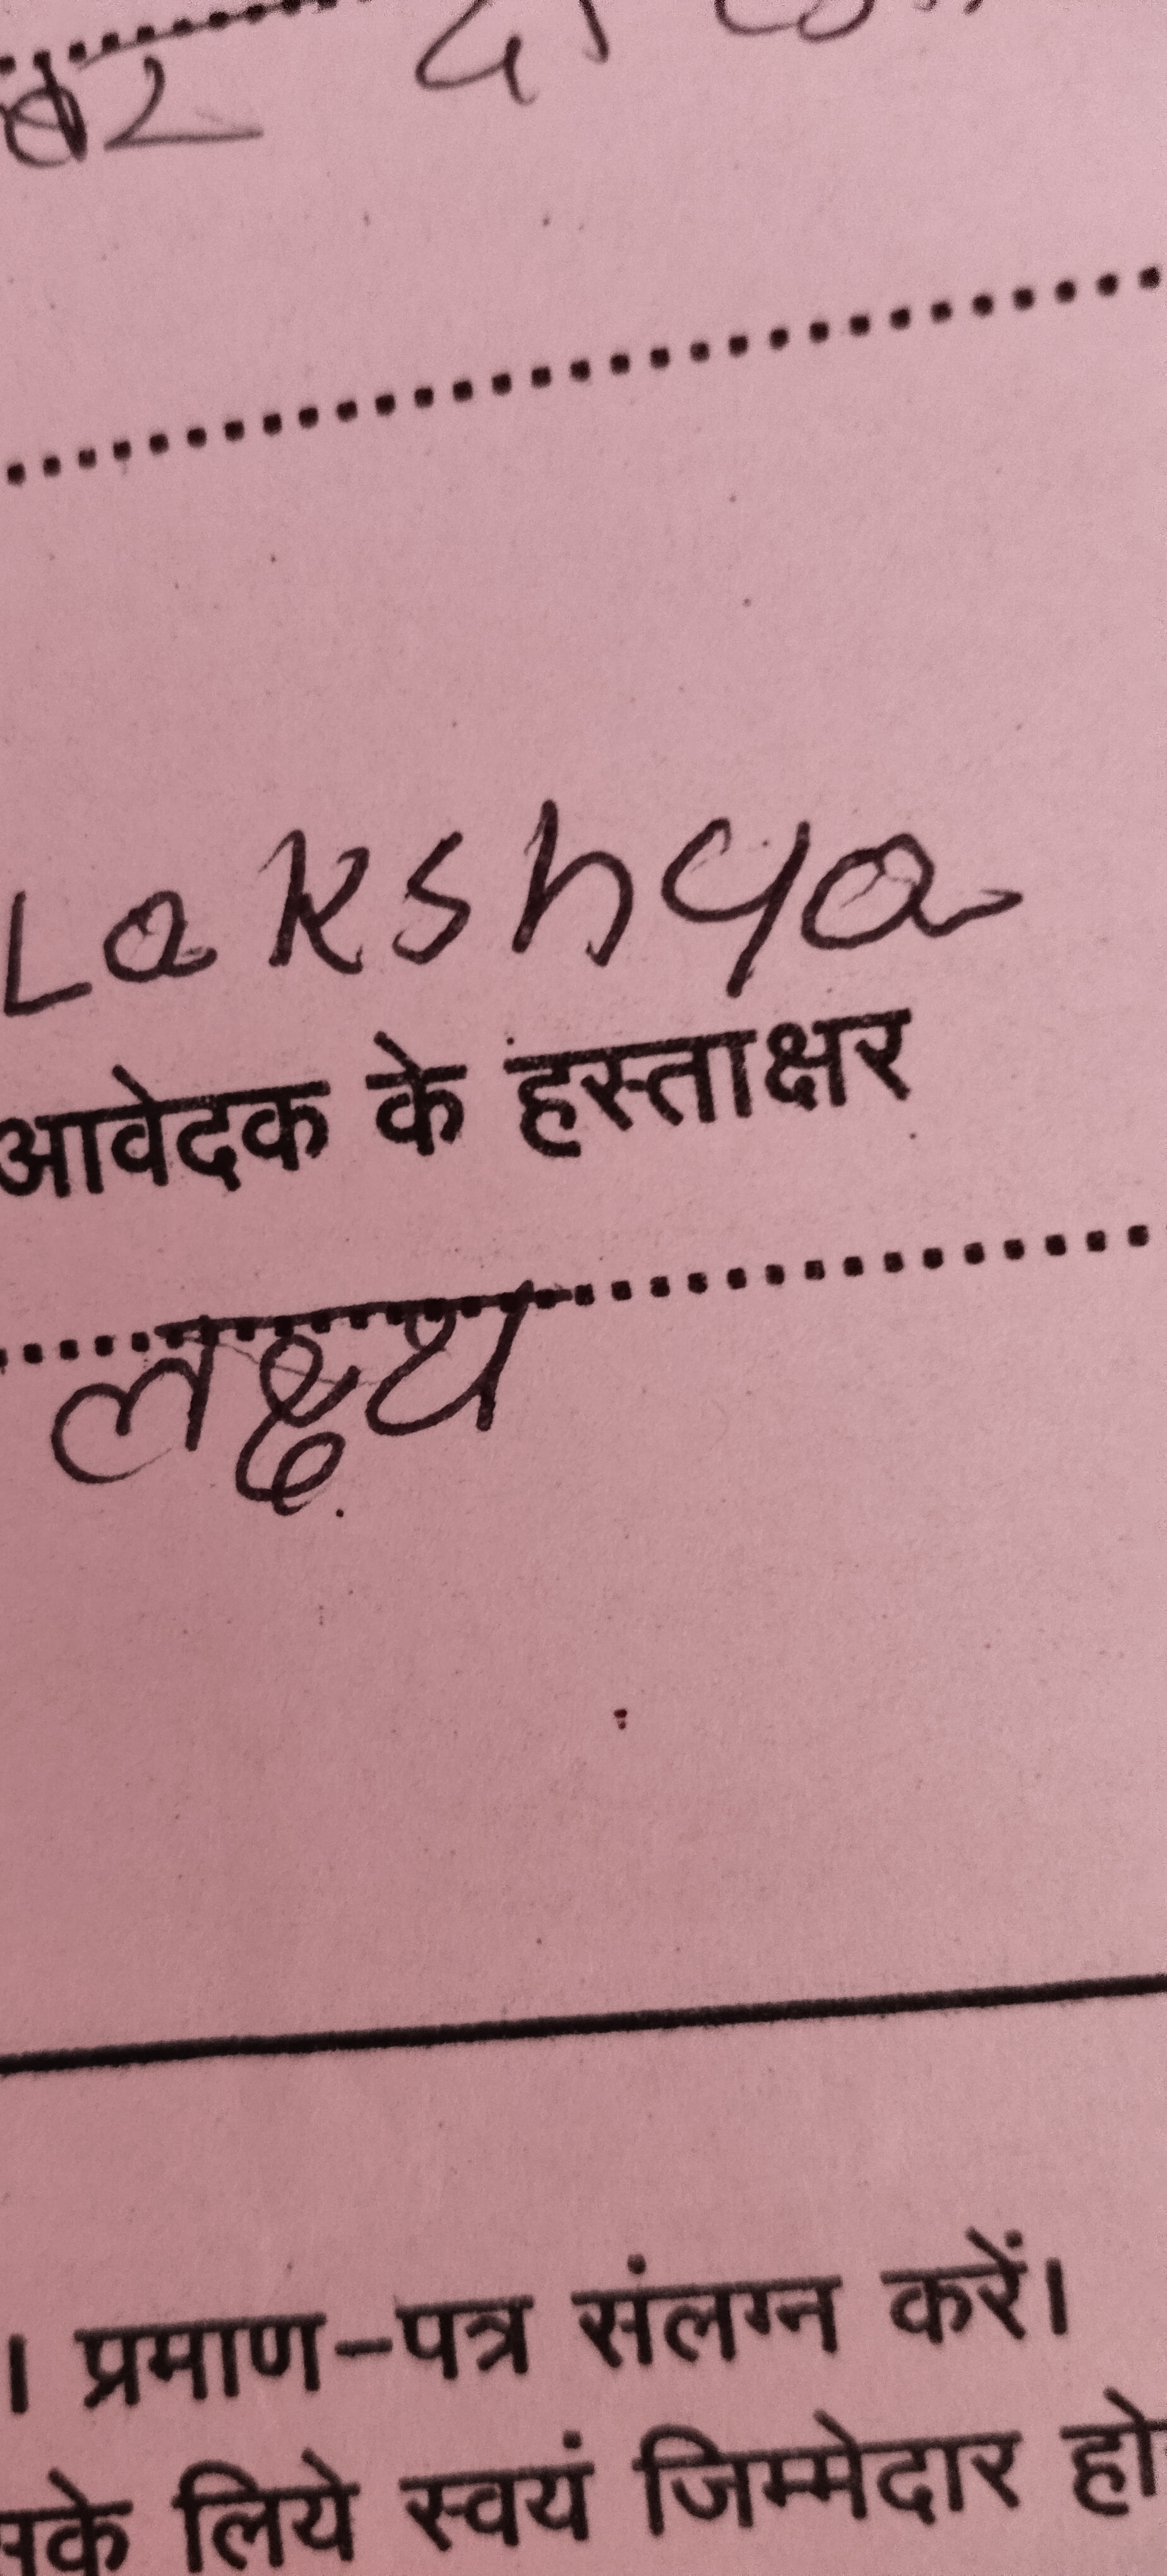 Lakshya
आवेदक के हस्ताक्षर
लक्ष्य
। प्रमाण-पत्र संलग्न करें।
लिये स्वयं जिम्मेदार